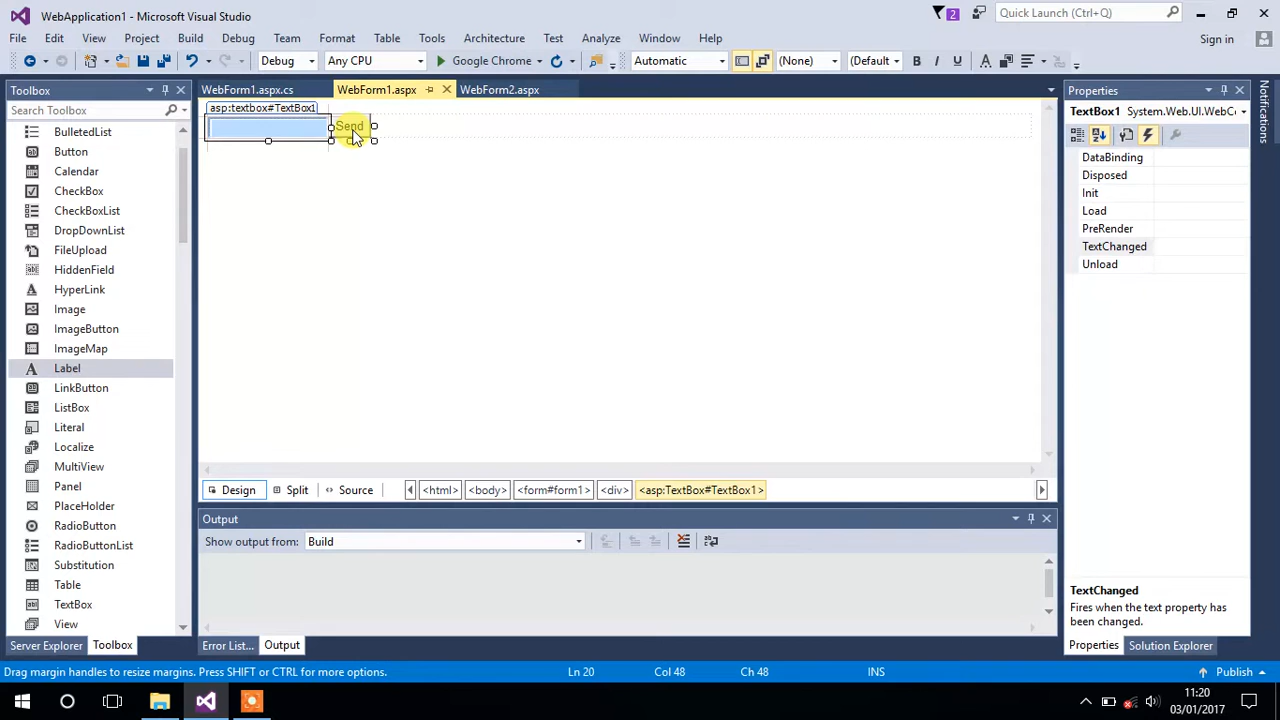 WebApplication1 - Microsoft Visual Studio
2
Quick Launch (Ctrl+Q)
File Edit View Project Build Debug Team Format Table Tools Architecture Test Analyze Window Help
Sign in
Debug Any CPU Google Chrome Automatic (None) (Default B I U A
Toolbox
Search Toolbox
BulletedList
Button
Calendar
CheckBox
CheckBoxList
DropDownList
FileUpload
HiddenField
HyperLink
Image
ImageButton
ImageMap
A Label
LinkButton
ListBox
Literal
Localize
MultiView
Panel
PlaceHolder
RadioButton
RadioButtonList
Substitution
Table
TextBox
View
Server Explorer Toolbox
WebForm1.aspx.cs WebForm1.aspx WebForm2.aspx
asp:textbox#TextBox1
Send
Design Split Source <html> <body> <form#form1> <div> <asp:TextBox#TextBox1>
Output
Show output from: Build
Error List... Output
Properties
TextBox1 System.Web.UI.WebC
DataBinding
Disposed
Init
Load
PreRender
TextChanged
Unload
TextChanged
Fires when the text property has
been changed.
Properties Solution Explorer
Notifications
Drag margin handles to resize margins. Press SHIFT or CTRL for more options. Ln 20 Col 48 Ch 48 INS Publish
11:20
03/01/2017